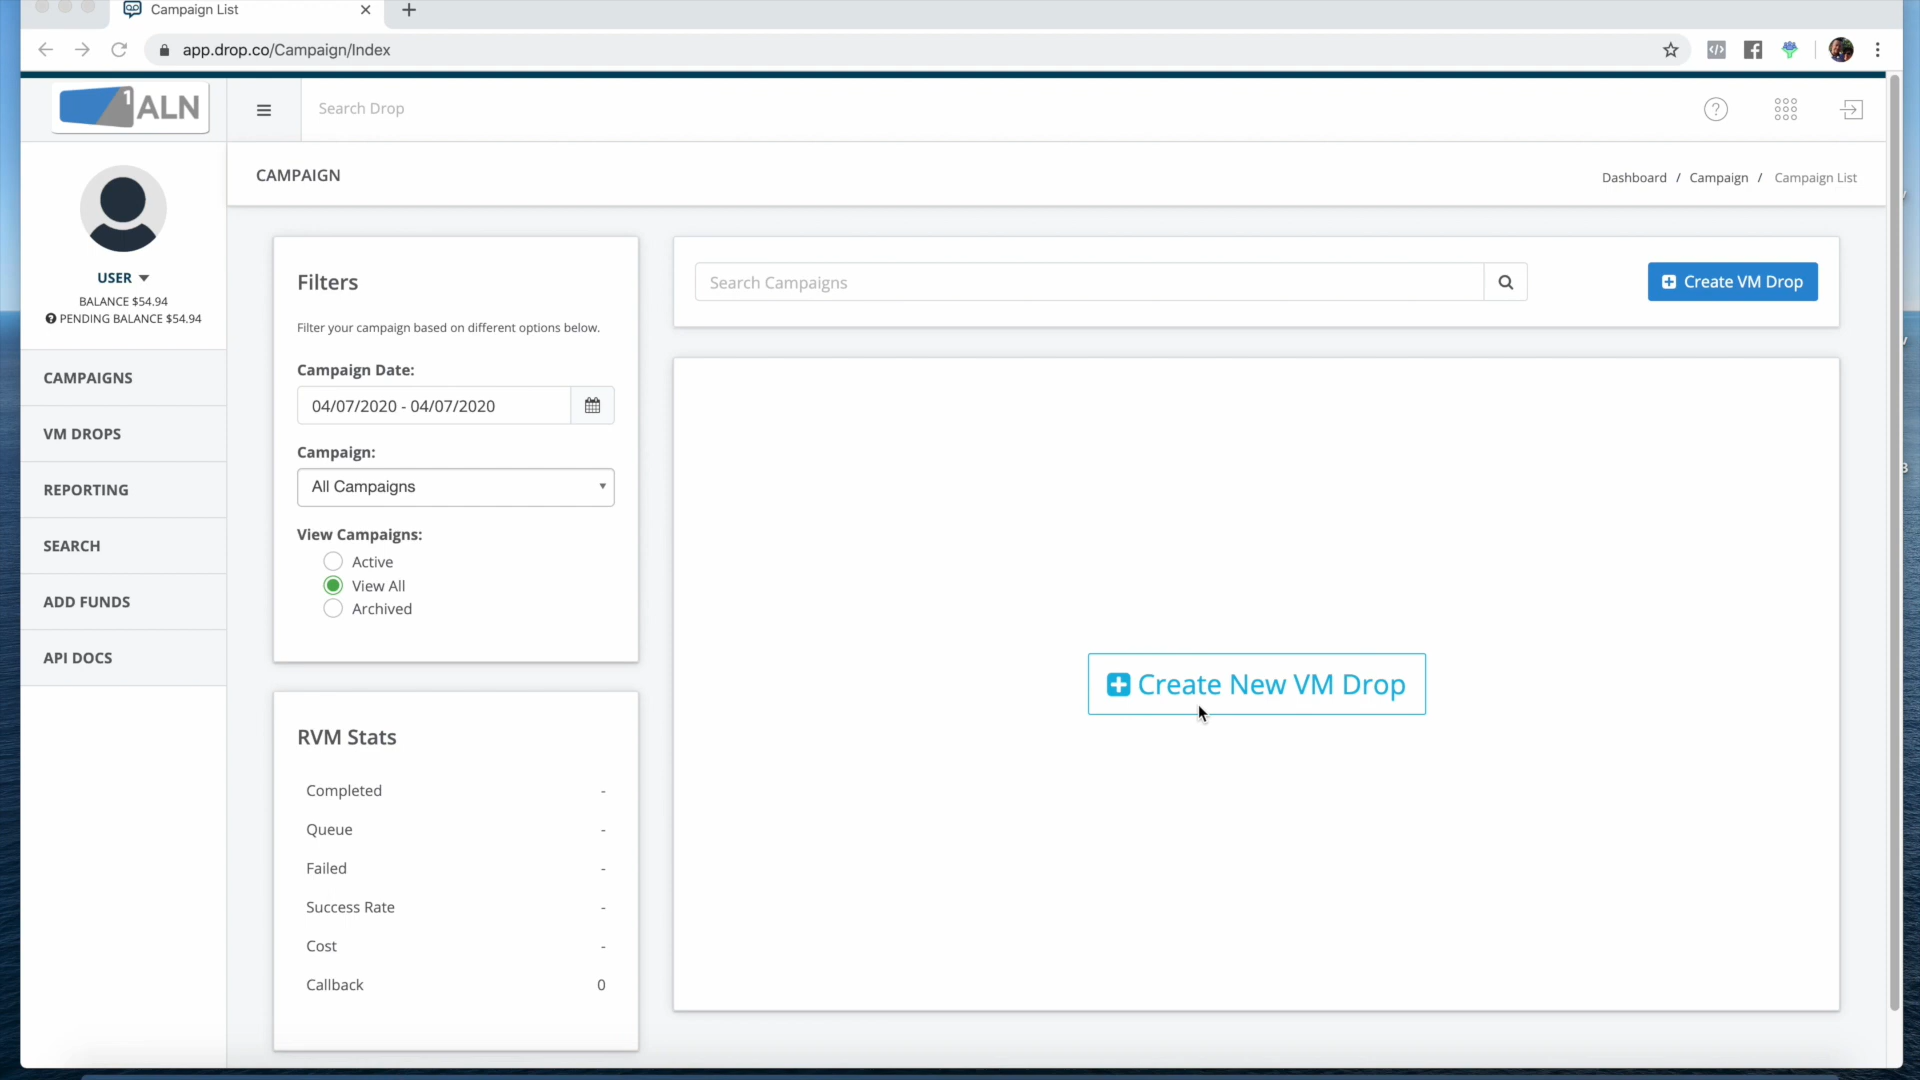 Campaign List
app.drop.co/Campaign/Index
1 ALN
Search Drop
USER
BALANCE $54.94
PENDING BALANCE $54.94
CAMPAIGNS
VM DROPS
REPORTING
SEARCH
ADD FUNDS
API DOCS
CAMPAIGN
Dashboard / Campaign / Campaign List
Filters
Filter your campaign based on different options below.
Campaign Date:
04/07/2020 - 04/07/2020
Campaign:
All Campaigns
View Campaigns:
Active
View All
Archived
RVM Stats
Completed -
Queue -
Failed -
Success Rate -
Cost -
Callback 0
Search Campaigns
Create VM Drop
Create New VM Drop